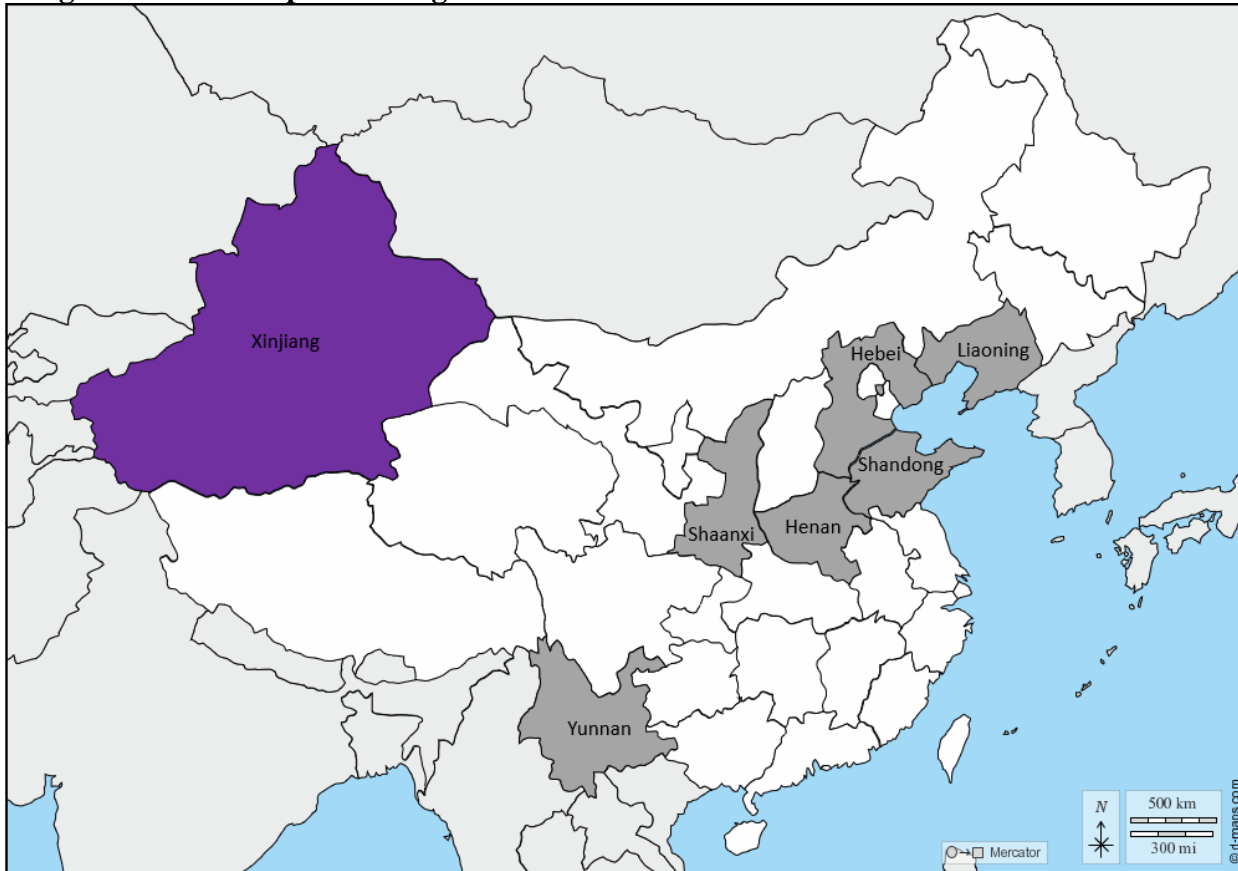 Xinjiang
Hebei
Liaoning
Shandong
Shaanxi
Henan
Yunnan
N
500 km
300 mi
Mercator
© d-maps.com